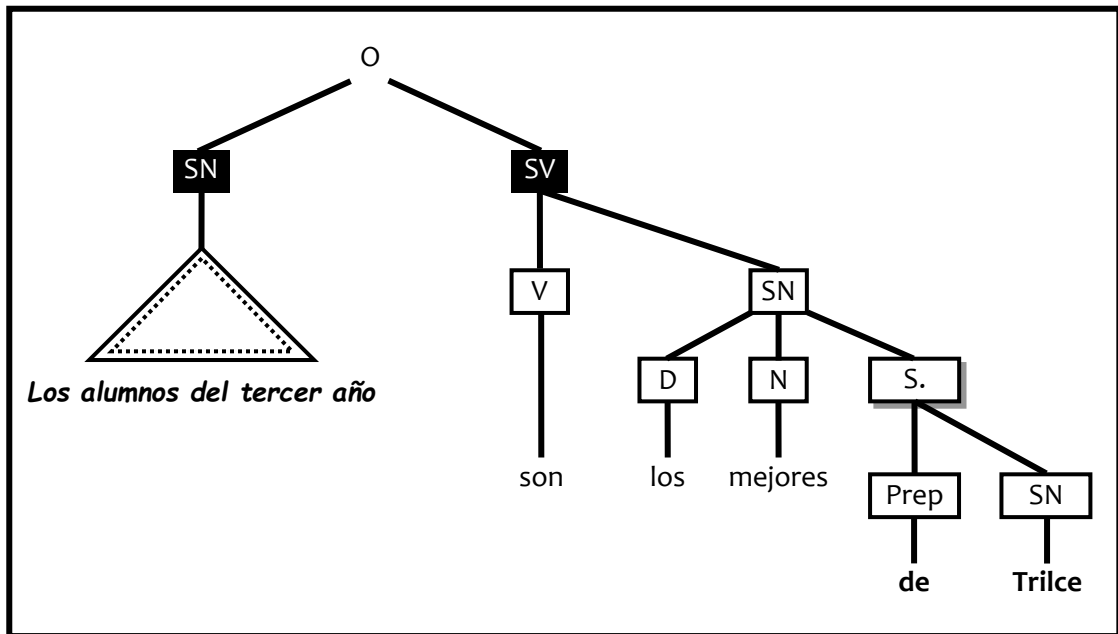 O
SN SV
V SN
D N S.
Los alumnos del tercer año
son los mejores
Prep SN
de Trilce